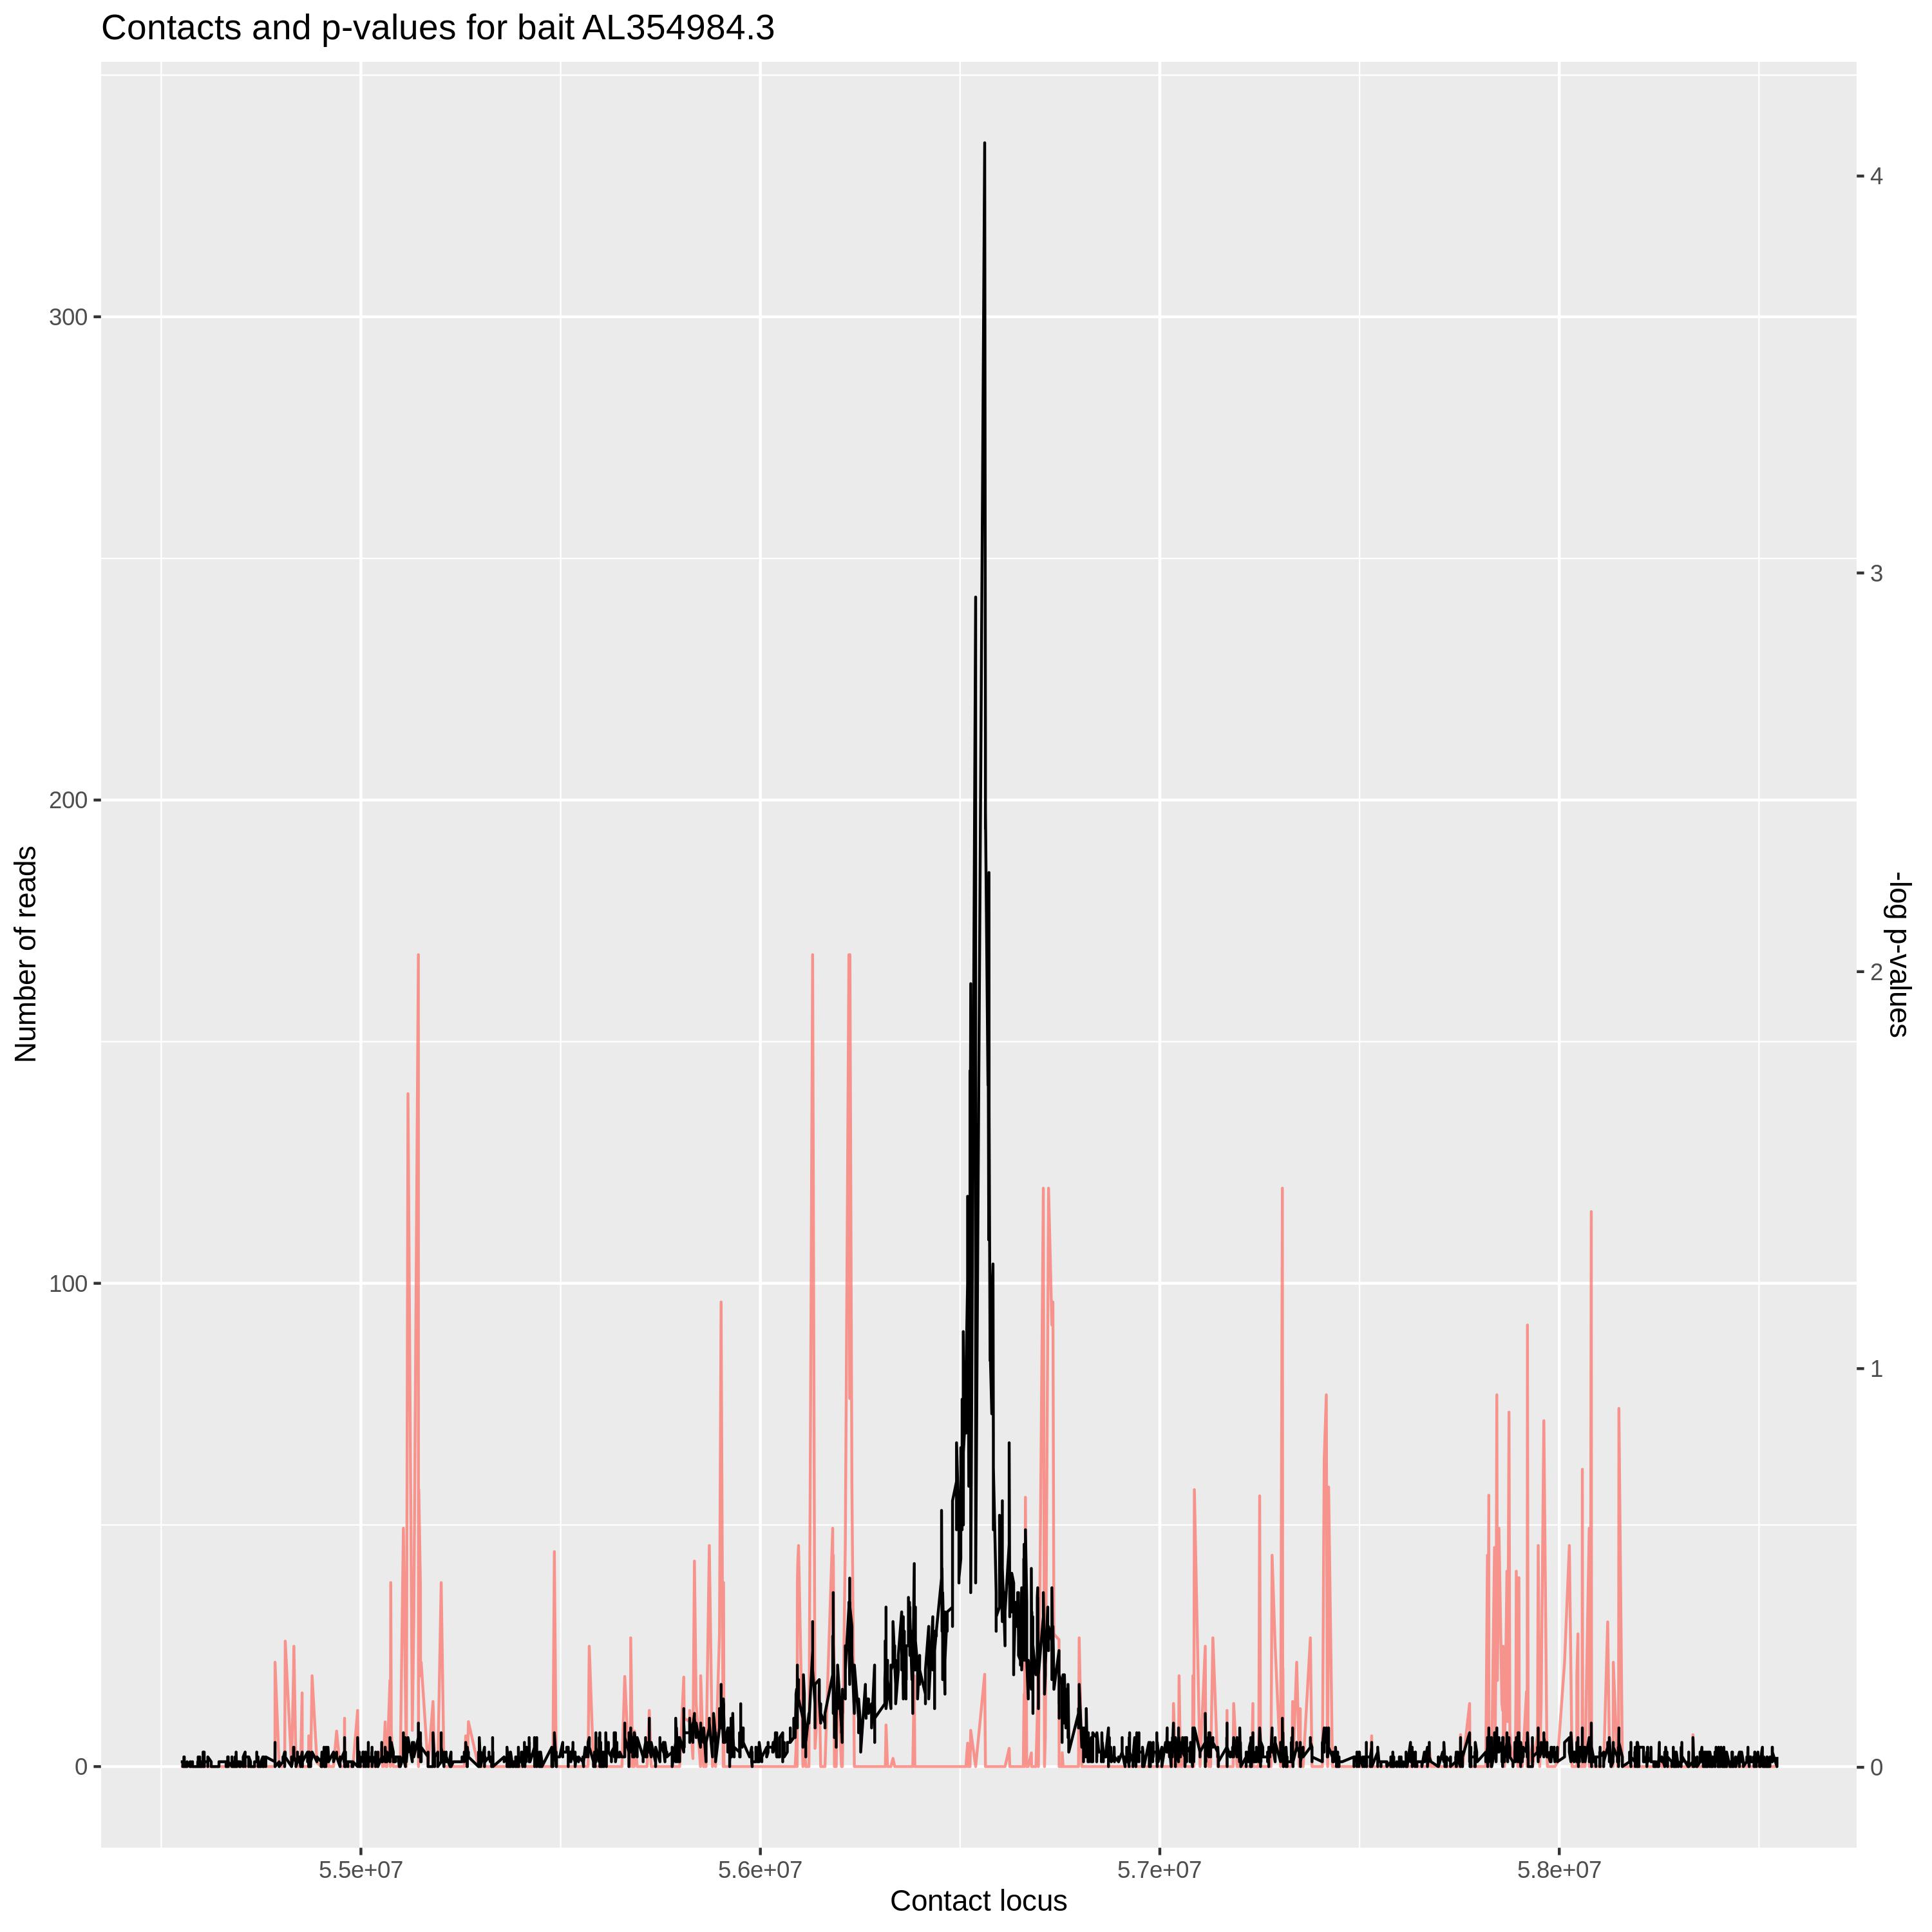 Contacts and p-values for bait AL354984.3
Number of reads
300
200
100
0
4
3
2
1
0
-log p-values
5.5e+07 5.6e+07 5.7e+07 5.8e+07
Contact locus